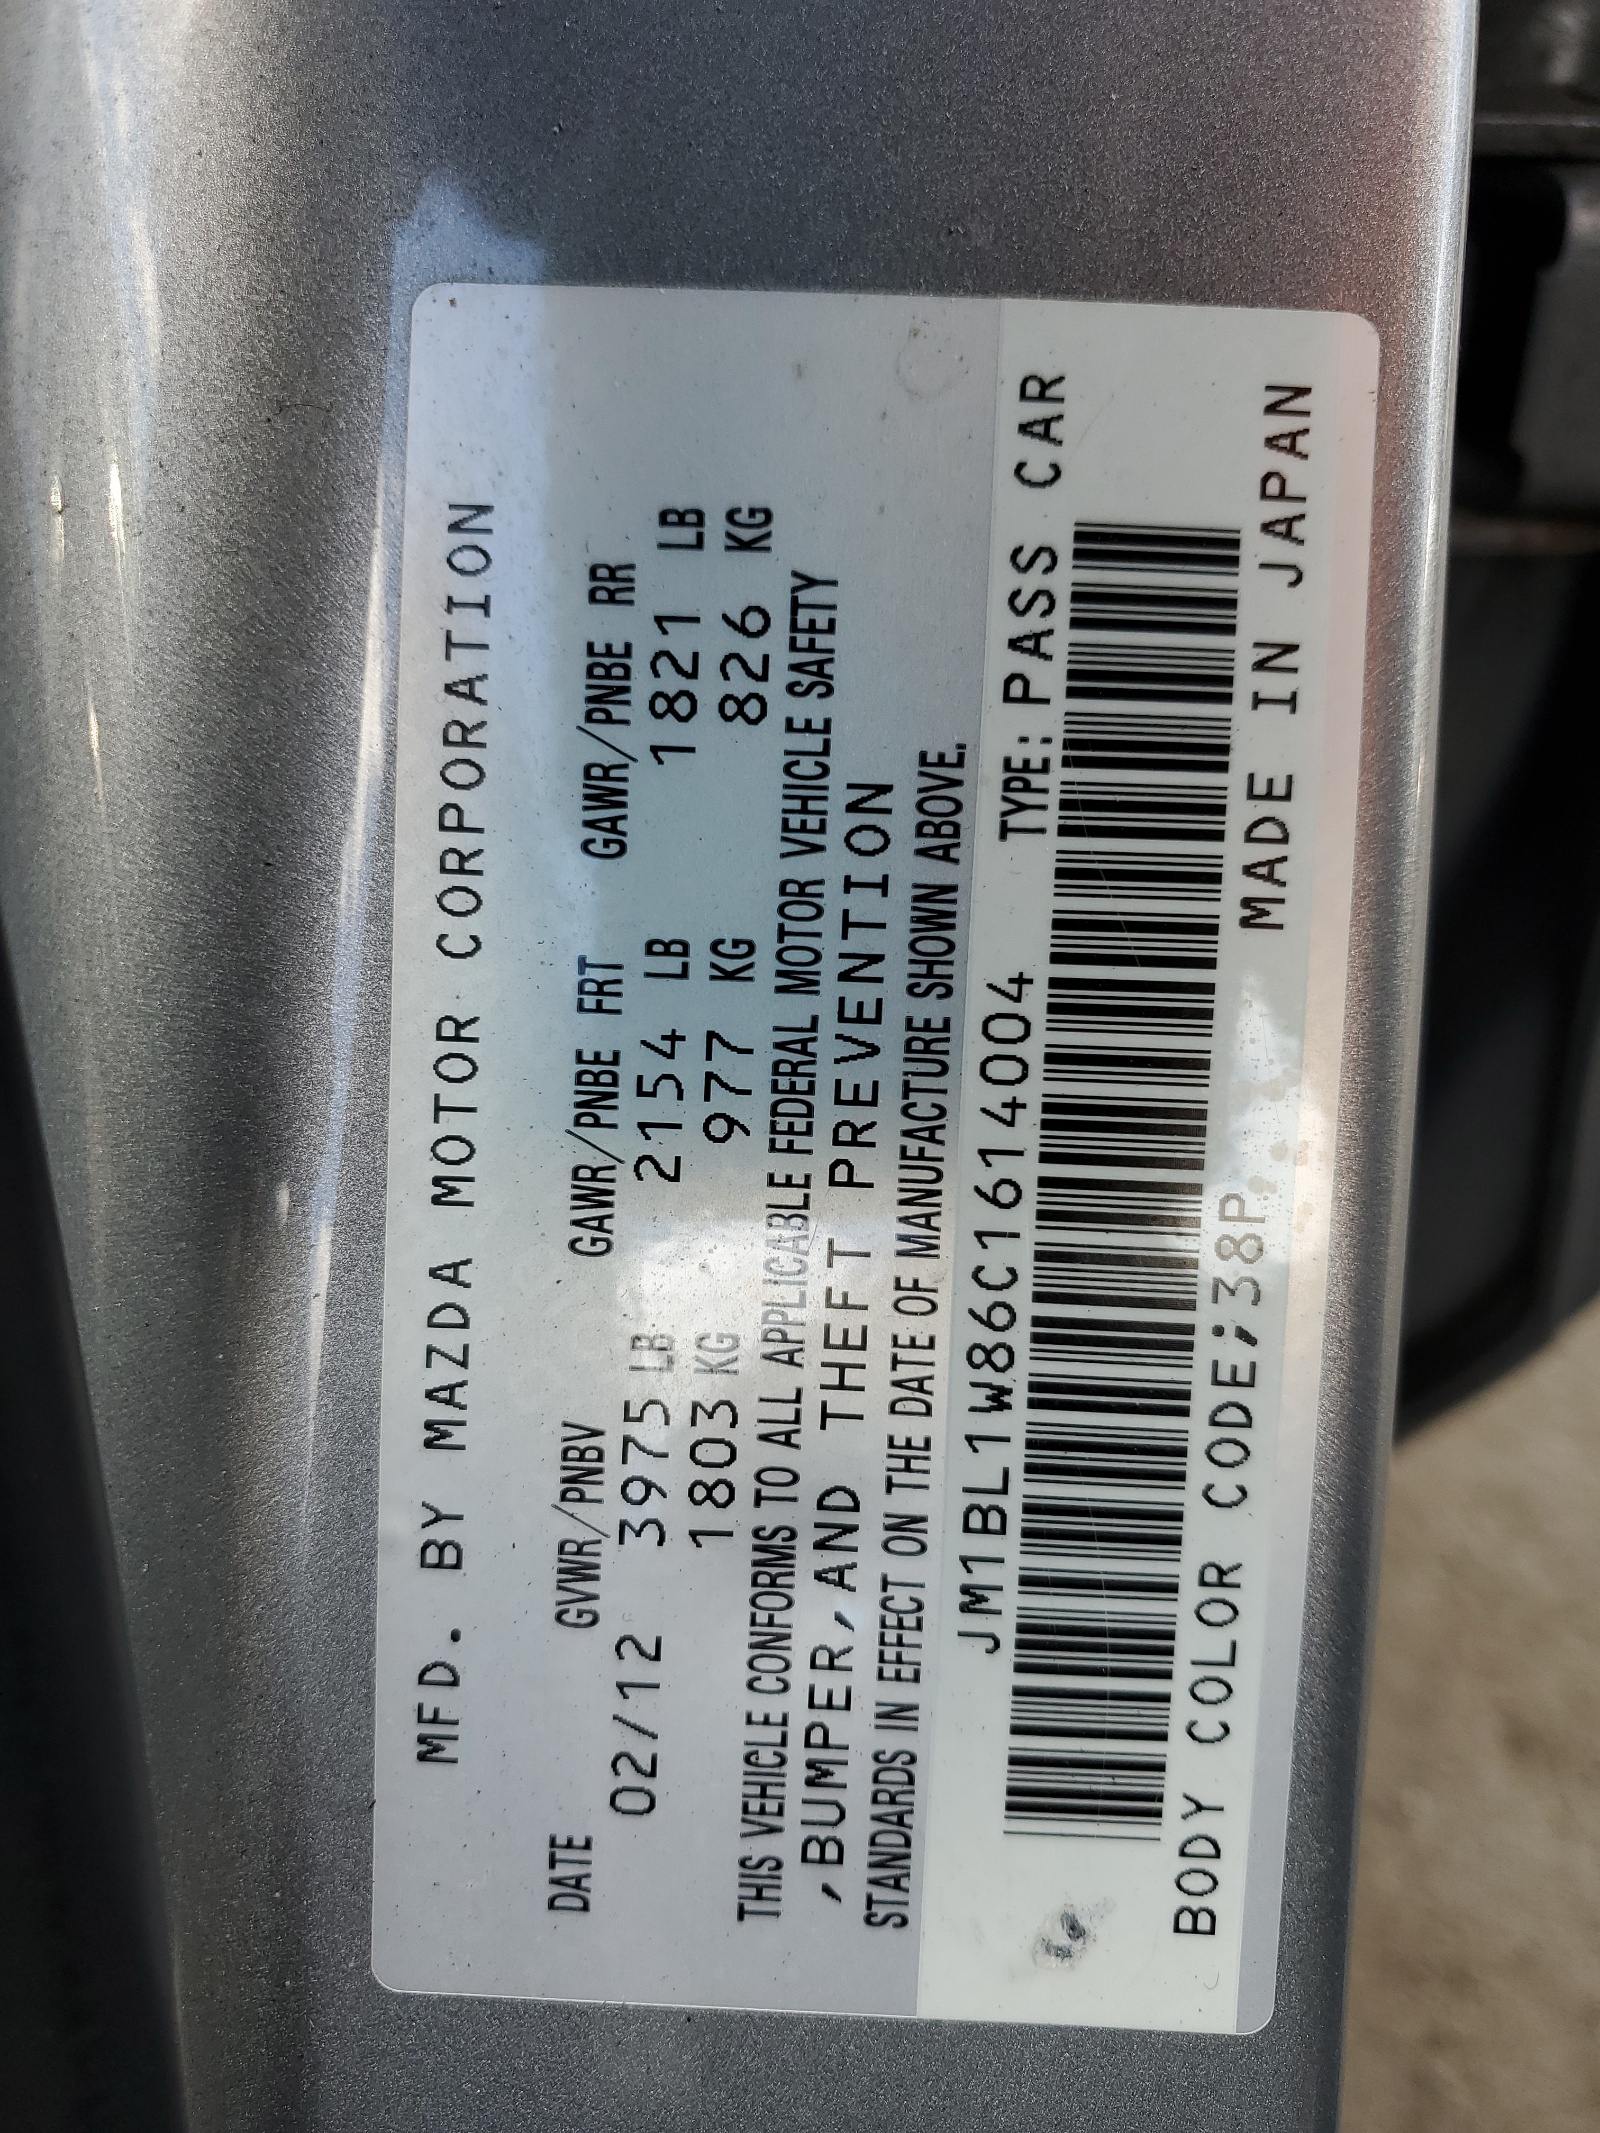 MFD. BY MAZDA MOTOR CORPORATION
DATE GVWR/PNBV GAWR/PNBE FRT GAWR/PNBE RR
02/12 3975 LB 2154 LB 1821 LB
1803 KG 977 KG 826 KG
THIS VEHICLE CONFORMS TO ALL APPLICABLE FEDERAL MOTOR VEHICLE SAFETY
,BUMPER, AND THEFT PREVENTION
STANDARDS IN EFFECT ON THE DATE OF MANUFACTURE SHOWN ABOVE.
JM1BL1W86C1614004 TYPE: PASS CAR
BODY COLOR CODE;38P MADE IN JAPAN